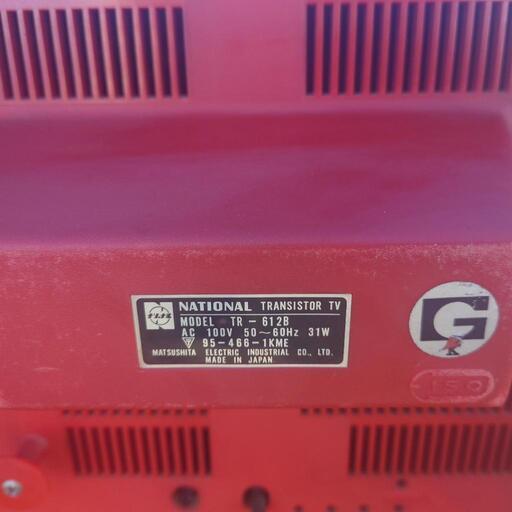 NATIONAL TRANSISTOR TV
MODEL TR-612B
AC 100V 50~60Hz 31W
95-466-1KME
MATSUSHITA ELECTRIC INDUSTRIAL CO., LTD.
MADE IN JAPAN
G